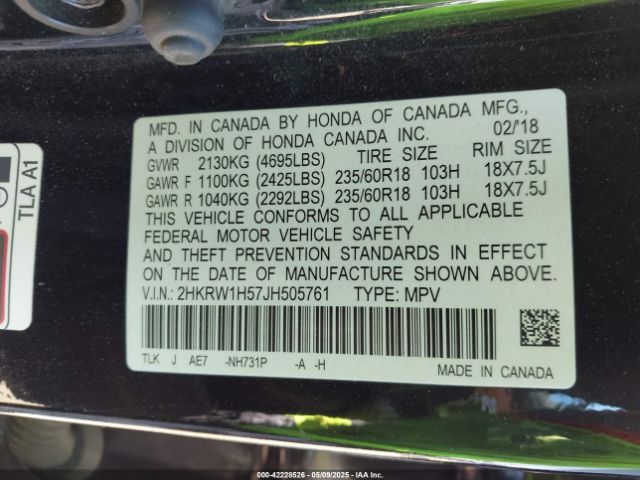 MFD. IN CANADA BY HONDA OF CANADA MFG.,
A DIVISION OF HONDA CANADA INC. 02/'18
GVWR 2130KG (4695LBS) TIRE SIZE RIM SIZE
GAWR F 1100KG (2425LBS) 235/60R18 103H 18X7.5J
GAWR R 1040KG (2292LBS) 235/60R18 103H 18X7.5J
THIS VEHICLE CONFORMS TO ALL APPLICABLE
FEDERAL MOTOR VEHICLE SAFETY
AND THEFT PREVENTION STANDARDS IN EFFECT
ON THE DATE OF MANUFACTURE SHOWN ABOVE.
V.I.N.: 2HKRW1H57JH505761 TYPE: MPV
TLK J AE7 -NH731P -A -H
MADE IN CANADA
TLA A1
000-42228526 - 05/09/2025 - IAA Inc.